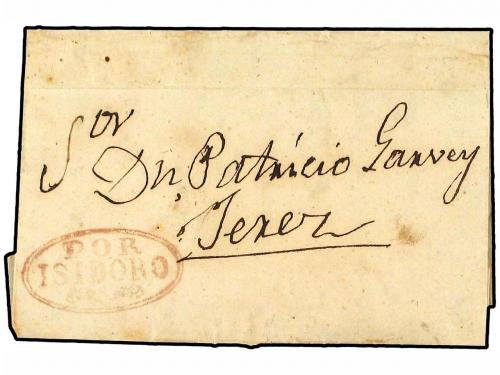 Sor
Dn. Patricio Garvey
Jerez
POR
ISIDORO